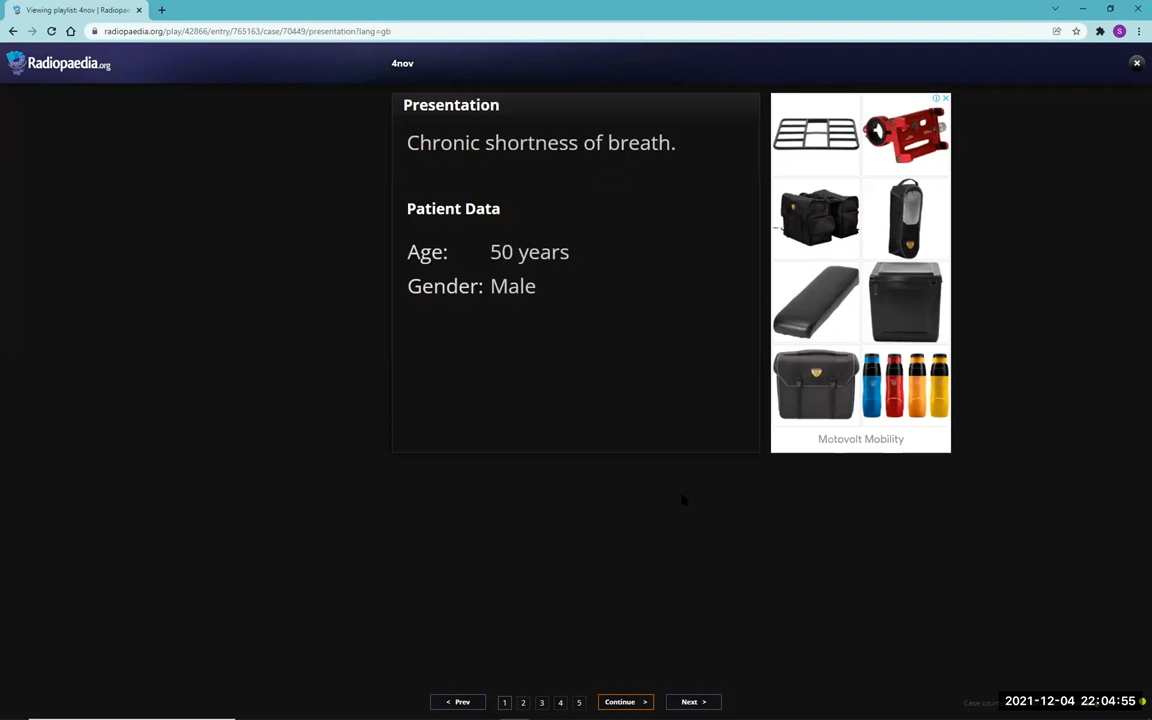 Viewing playlist: 4nov | Radiopae
radiopaedia.org/play/42866/entry/765163/case/70449/presentation?lang=gb
S
Radiopaedia.org
4nov
Presentation
Chronic shortness of breath.
Patient Data
Age: 50 years
Gender: Male
Motovolt Mobility
< Prev
1
2
3
4
5
Continue >
Next >
2021-12-04 22:04:55